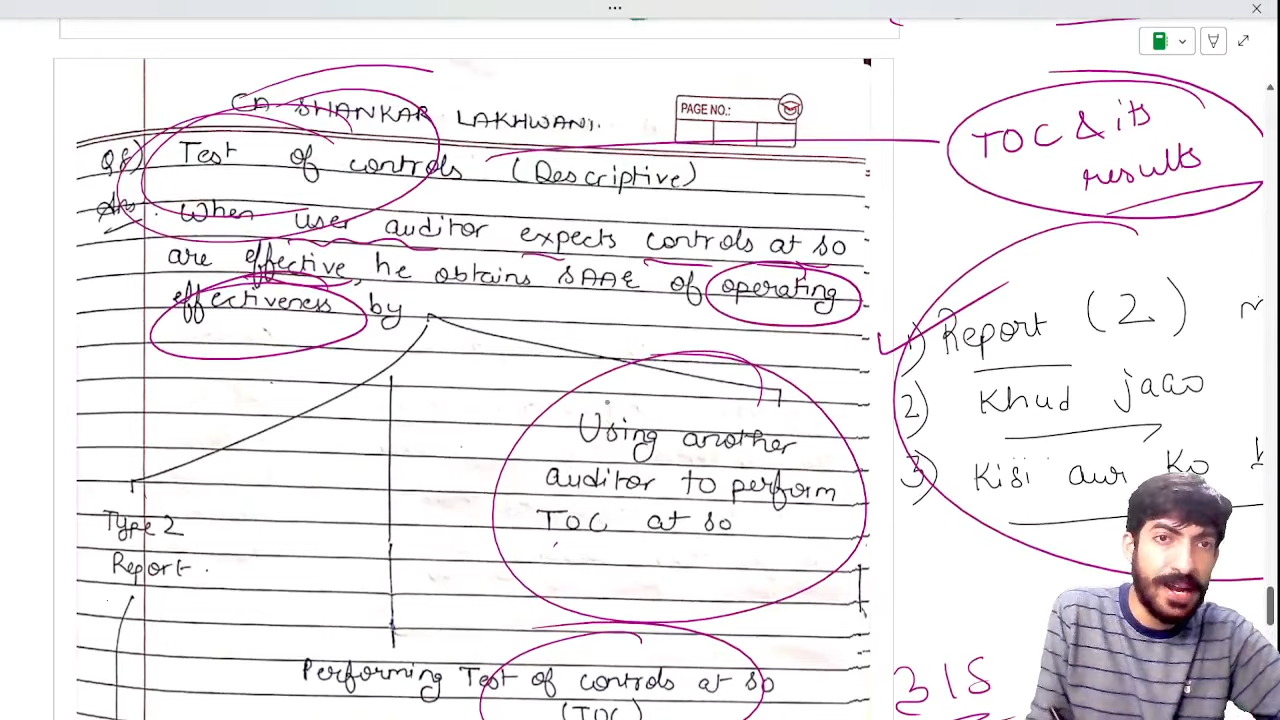 CA SHANKAR LAKHWANI.
PAGE NO.:
Q8) Test of controls (Descriptive)
Ans. When user auditor expects controls at so
are effective, he obtains SAAE of operating
effectiveness by
Using another
auditor to perform
TOC at so
Type 2
Report.
Performing Test of controls at so
(TOC)
TOC & its
results
1) Report (2)
2) Khud jaao
3) Kisi aur ko
315